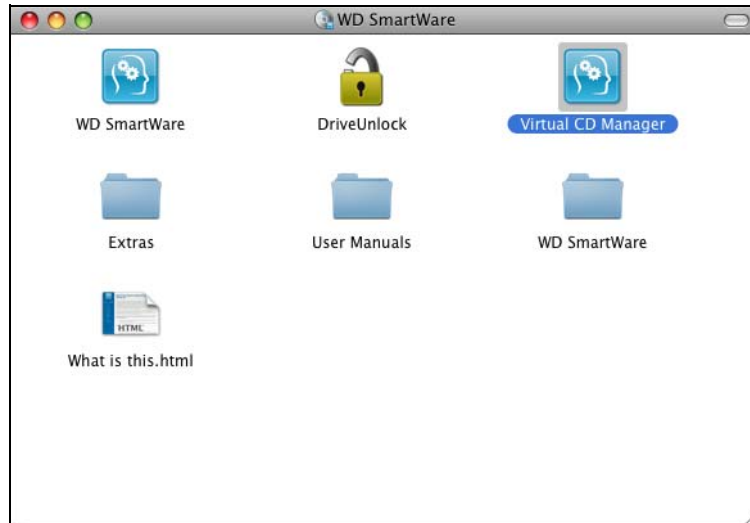 WD SmartWare
WD SmartWare
DriveUnlock
Virtual CD Manager
Extras
User Manuals
WD SmartWare
HTML
What is this.html